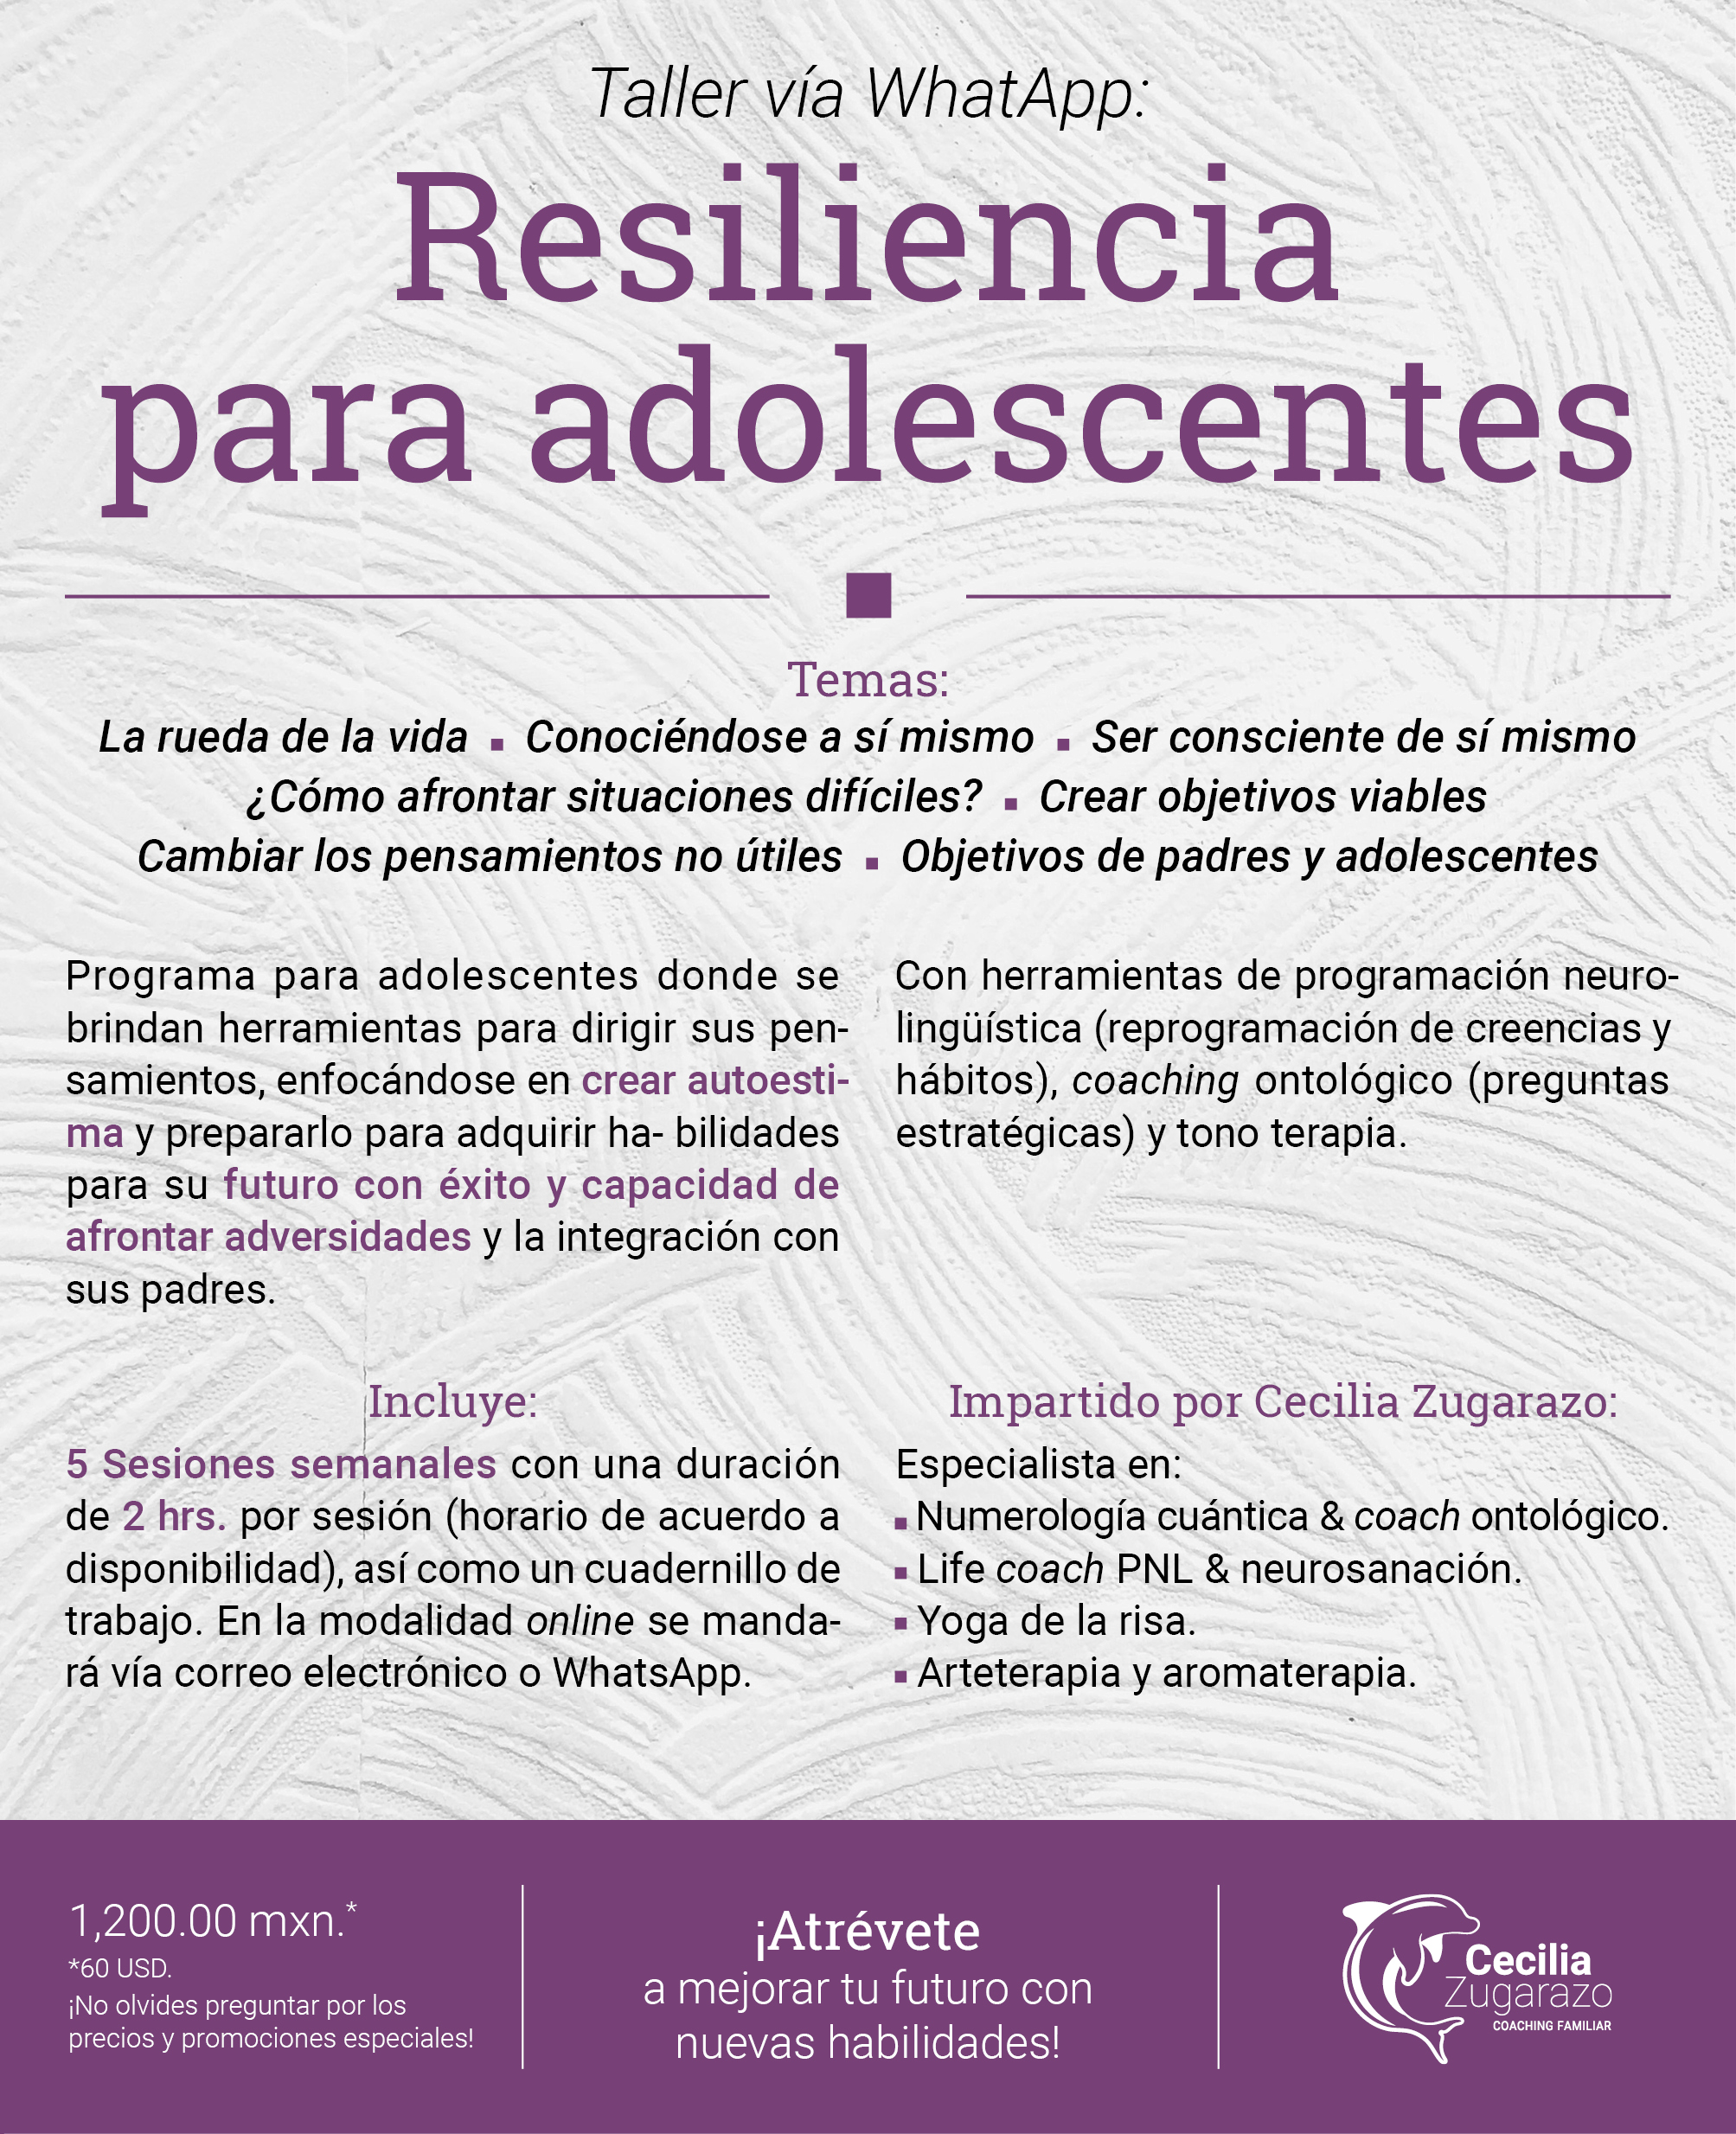 Taller vía WhatApp:
Resiliencia
para adolescentes
Temas:
La rueda de la vida ▪ Conociéndose a sí mismo ▪ Ser consciente de sí mismo
¿Cómo afrontar situaciones difíciles? ▪ Crear objetivos viables
Cambiar los pensamientos no útiles ▪ Objetivos de padres y adolescentes
Programa para adolescentes donde se
brindan herramientas para dirigir sus pen-
samientos, enfocándose en crear autoesti-
ma y prepararlo para adquirir ha- bilidades
para su futuro con éxito y capacidad de
afrontar adversidades y la integración con
sus padres.
Con herramientas de programación neuro-
lingüística (reprogramación de creencias y
hábitos), coaching ontológico (preguntas
estratégicas) y tono terapia.
Incluye:
5 Sesiones semanales con una duración
de 2 hrs. por sesión (horario de acuerdo a
disponibilidad), así como un cuadernillo de
trabajo. En la modalidad online se manda-
rá vía correo electrónico o WhatsApp.
Impartido por Cecilia Zugarazo:
Especialista en:
▪ Numerología cuántica & coach ontológico.
▪ Life coach PNL & neurosanación.
▪ Yoga de la risa.
▪ Arteterapia y aromaterapia.
1,200.00 mxn.*
*60 USD.
¡No olvides preguntar por los
precios y promociones especiales!
¡Atrévete
a mejorar tu futuro con
nuevas habilidades!
Cecilia
Zugarazo
COACHING FAMILIAR